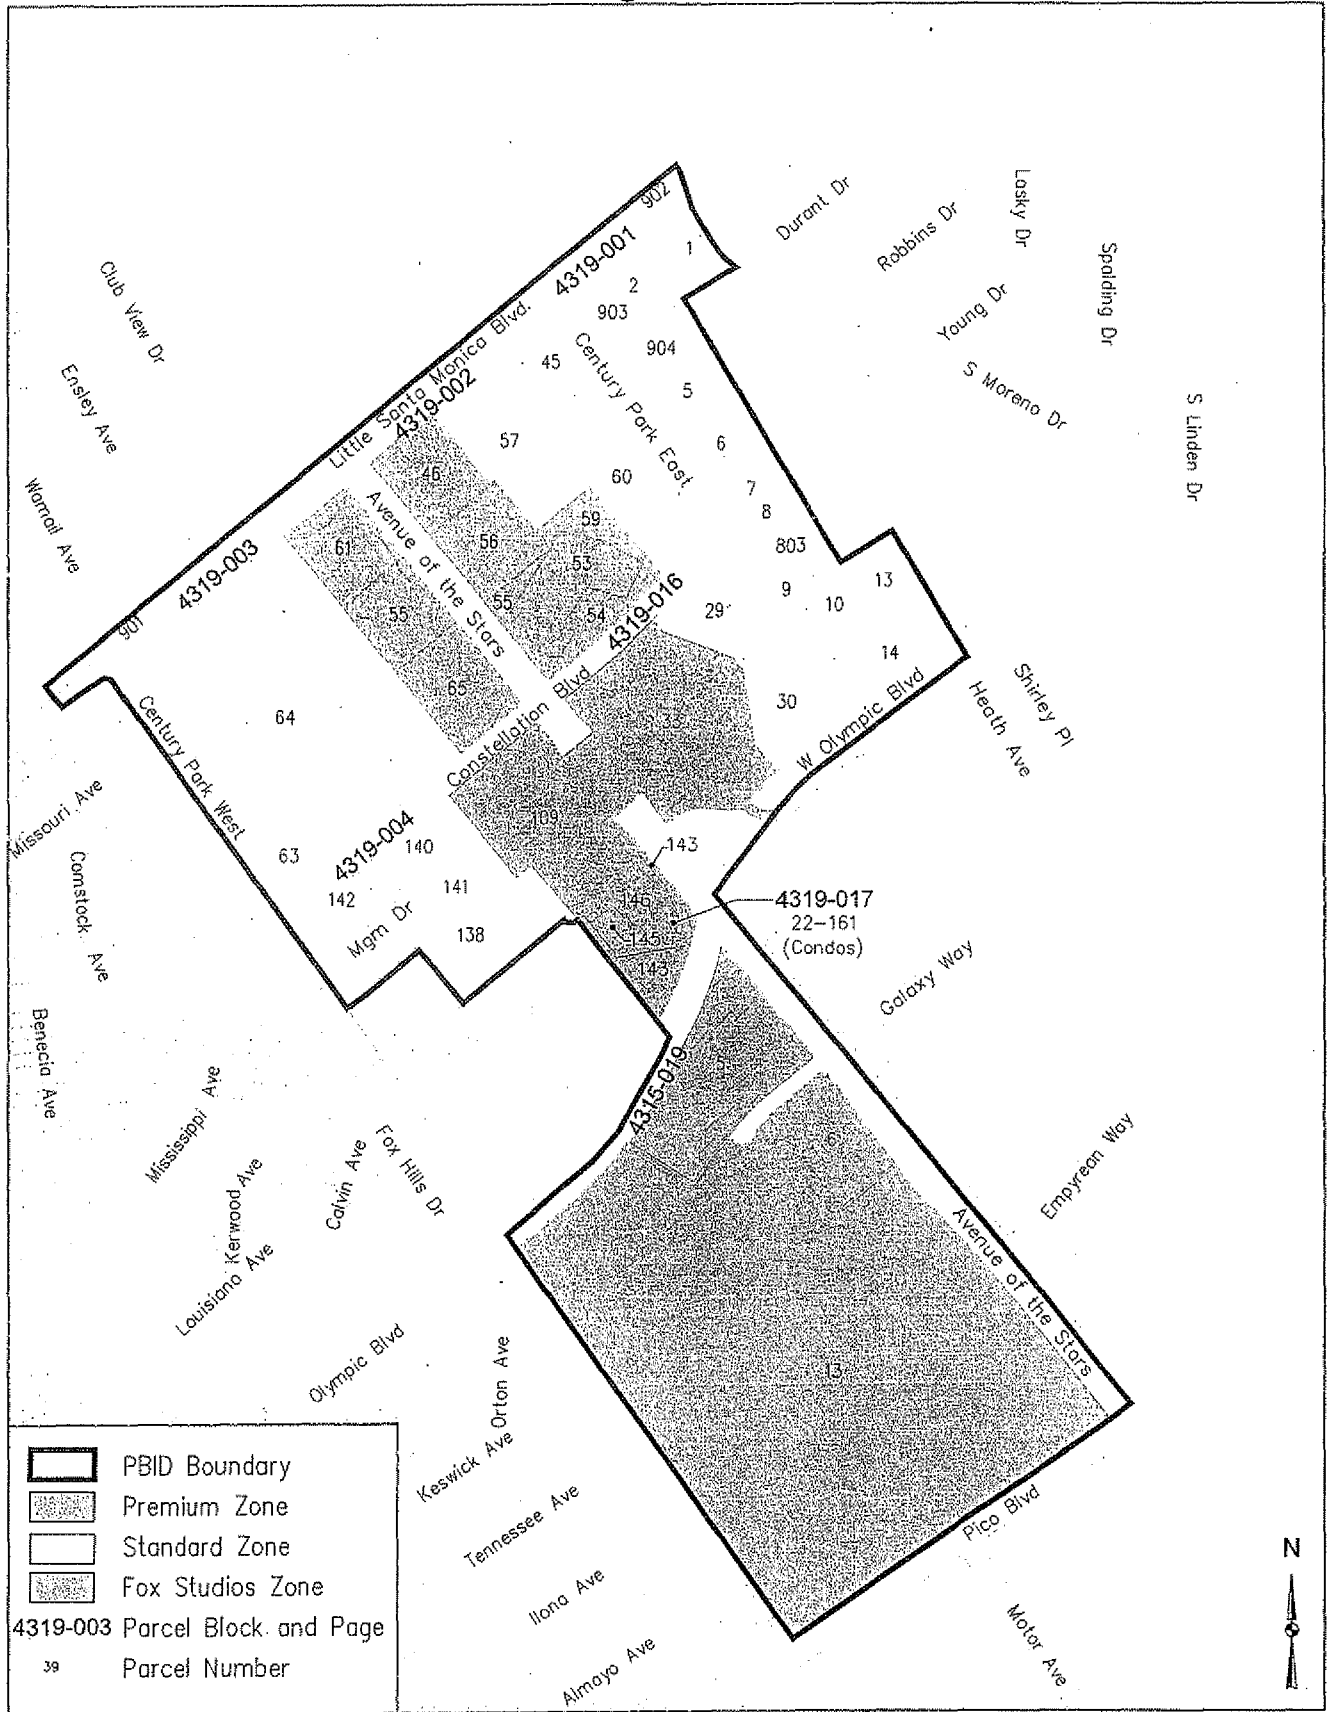 902
Durant Dr
Robbins Dr
Lasky Dr
Spalding Dr
Young Dr
S Moreno Dr
S Linden Dr
Club View Dr
Ensley Ave
Warnall Ave
4319-001
1
2
903
904
45
Century Park East
5
6
7
8
803
9
10
13
14
Little Santa Monica Blvd.
4319-002
57
60
46
Avenue of the Stars
56
59
53
55
54
4319-016
29
30
33
61
55
65
4319-003
901
64
Century Park West
Constellation Blvd
W Olympic Blvd
Shirley Pl
Heath Ave
Missouri Ave
Comstock Ave
63
4319-004
140
142
141
Mgm Dr
138
109
143
146
145
143
4319-017
22-161
(Condos)
Galaxy Way
Benecia Ave
Mississippi Ave
Kerwood Ave
Louisiana Ave
Calvin Ave
Fox Hills Dr
Olympic Blvd
4315-019
6
13
Empyrean Way
Avenue of the Stars
Pico Blvd
Motor Ave
Orton Ave
Keswick Ave
Tennessee Ave
Ilona Ave
Almayo Ave
PBID Boundary
Premium Zone
Standard Zone
Fox Studios Zone
4319-003 Parcel Block and Page
39 Parcel Number
N